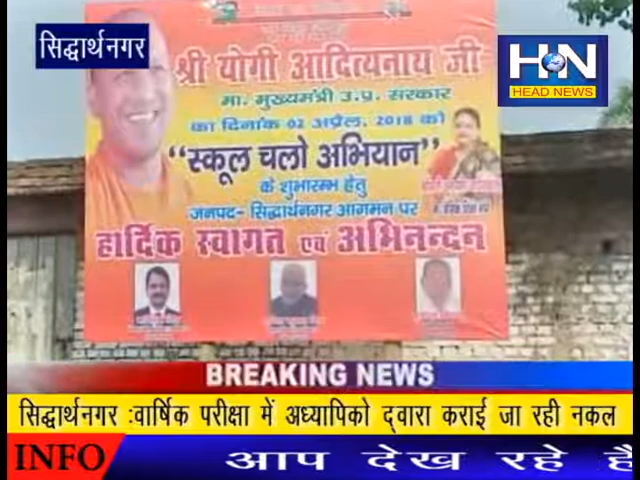 सिद्धार्थनगर
HN
HEAD NEWS
श्री योगी आदित्यनाथ जी
मा. मुख्यमंत्री उ.प्र. सरकार
का दिनांक 02 अप्रैल, 2018 को
"स्कूल चलो अभियान"
के शुभारम्भ हेतु
जनपद- सिद्धार्थनगर आगमन पर
हार्दिक स्वागत एवं अभिनन्दन
BREAKING NEWS
सिद्धार्थनगर :वार्षिक परीक्षा में अध्यापिको द्वारा कराई जा रही नकल
INFO
आप देख रहे है